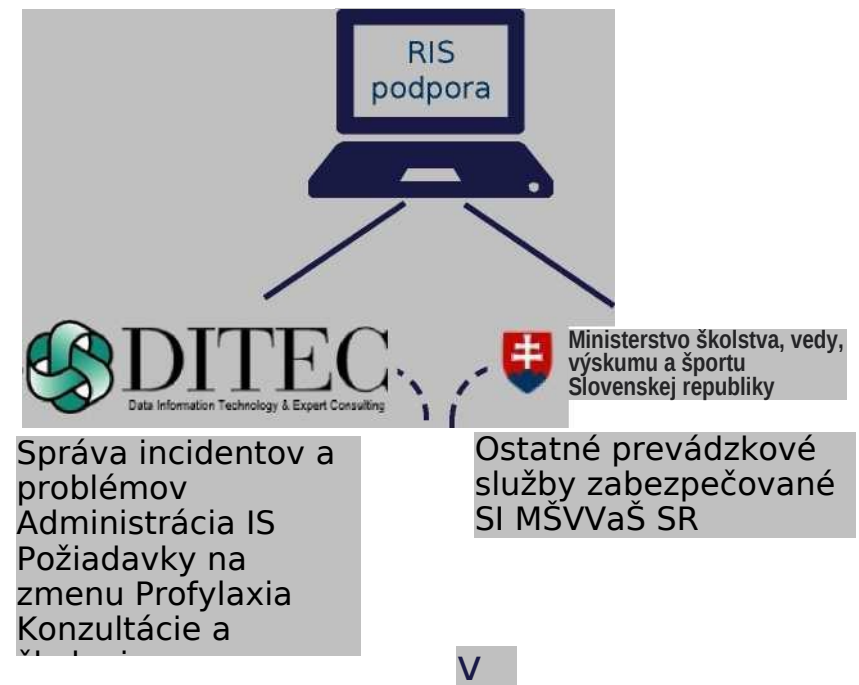 RIS
podpora
DITEC
Data Information Technology & Expert Consulting
Ministerstvo školstva, vedy,
výskumu a športu
Slovenskej republiky
Správa incidentov a
problémov
Administrácia IS
Požiadavky na
zmenu Profylaxia
Konzultácie a
Ostatné prevádzkové
služby zabezpečované
SI MŠVVaŠ SR
V